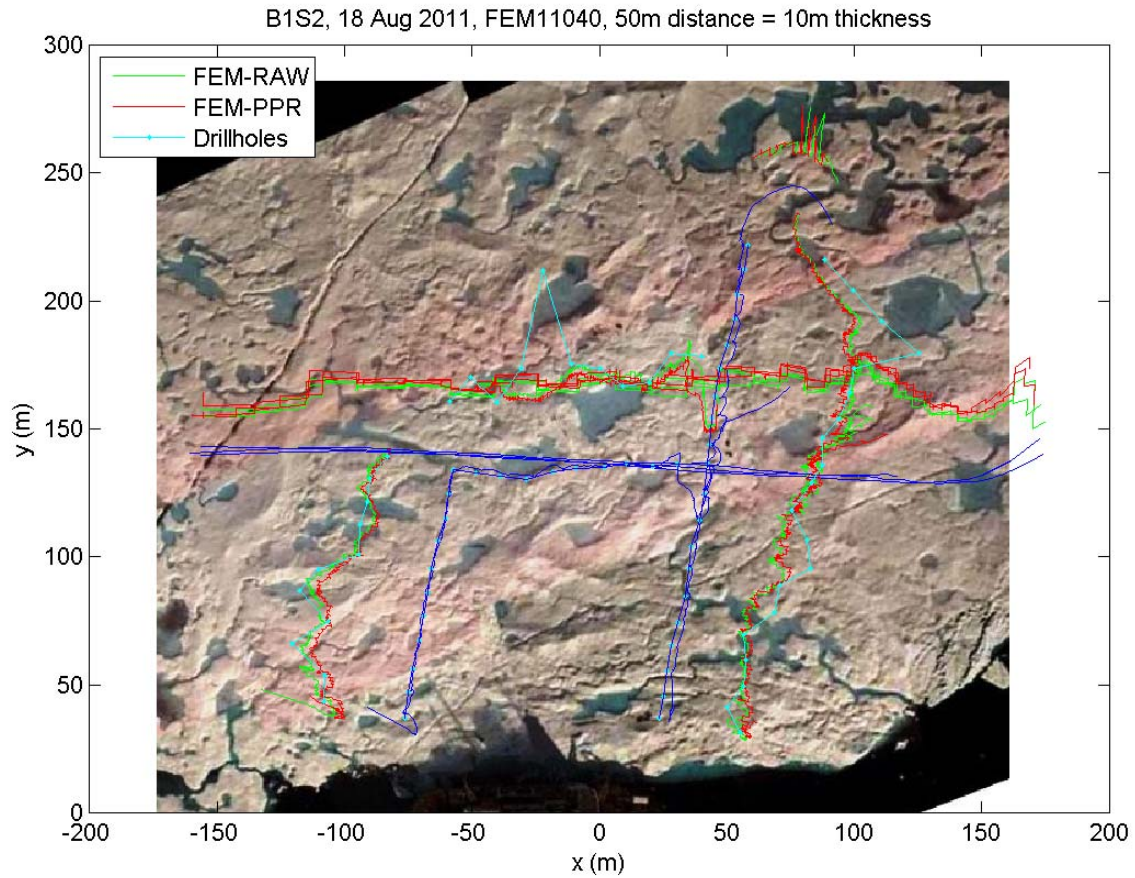 B1S2, 18 Aug 2011, FEM11040, 50m distance = 10m thickness
FEM-RAW
FEM-PPR
Drillholes
300
250
200
150
100
50
0
y (m)
-200
-150
-100
-50
0
50
100
150
200
x (m)